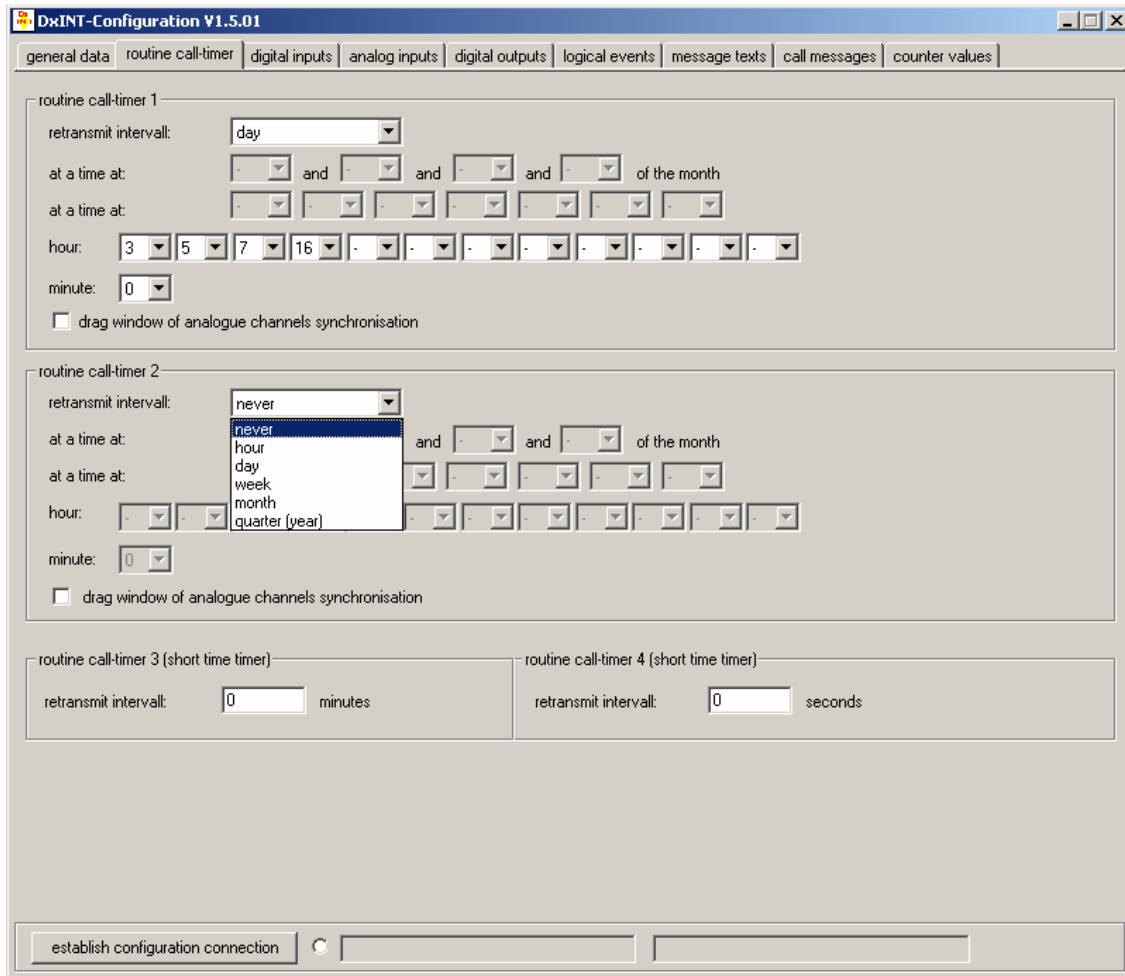 DxINT-Configuration V1.5.01
general data routine call-timer digital inputs analog inputs digital outputs logical events message texts call messages counter values
routine call-timer 1
retransmit intervall: day
at a time at: - and - and - and - of the month
at a time at: - - - - - - -
hour: 3 5 7 16 - - - - - - - -
minute: 0
drag window of analogue channels synchronisation
routine call-timer 2
retransmit intervall: never
never
at a time at: and - and - of the month
hour
day
at a time at: - - - - -
week
month
hour: - - - - - - - - -
quarter (year)
minute: 0
drag window of analogue channels synchronisation
routine call-timer 3 (short time timer) routine call-timer 4 (short time timer)
retransmit intervall: 0 minutes retransmit intervall: 0 seconds
establish configuration connection